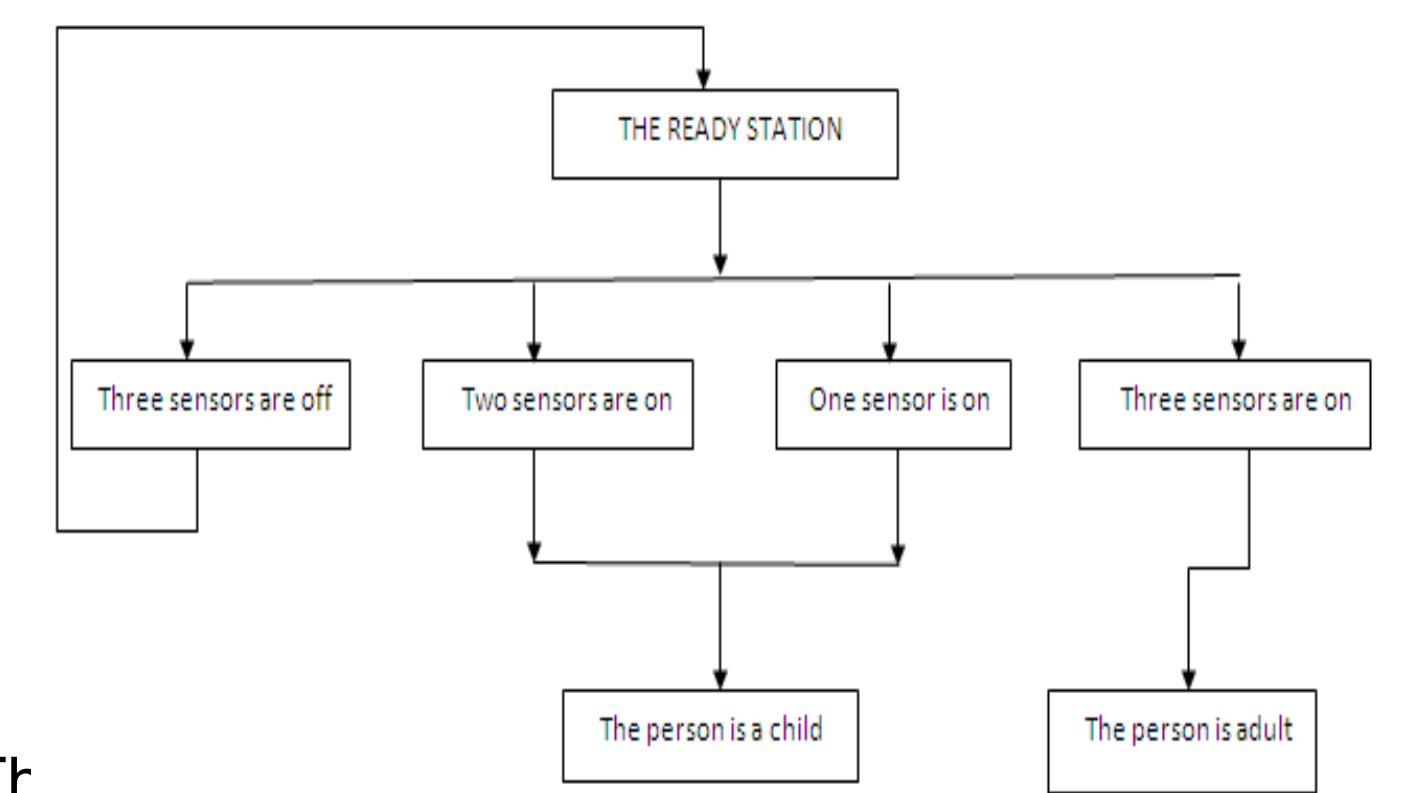 THE READY STATION
Three sensors are off
Two sensors are on
One sensor is on
Three sensors are on
The person is a child
The person is adult